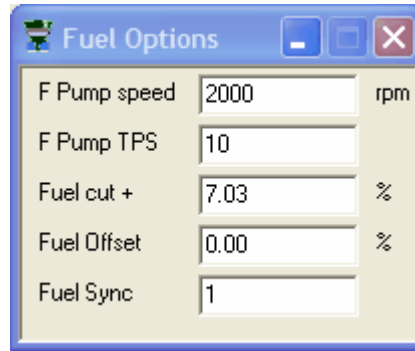 Fuel Options
F Pump speed 2000 rpm
F Pump TPS 10
Fuel cut + 7.03 %
Fuel Offset 0.00 %
Fuel Sync 1